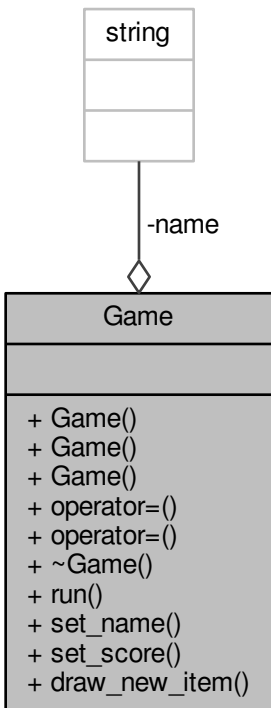 string
-name
Game
+ Game()
+ Game()
+ Game()
+ operator=()
+ operator=()
+ ~Game()
+ run()
+ set_name()
+ set_score()
+ draw_new_item()